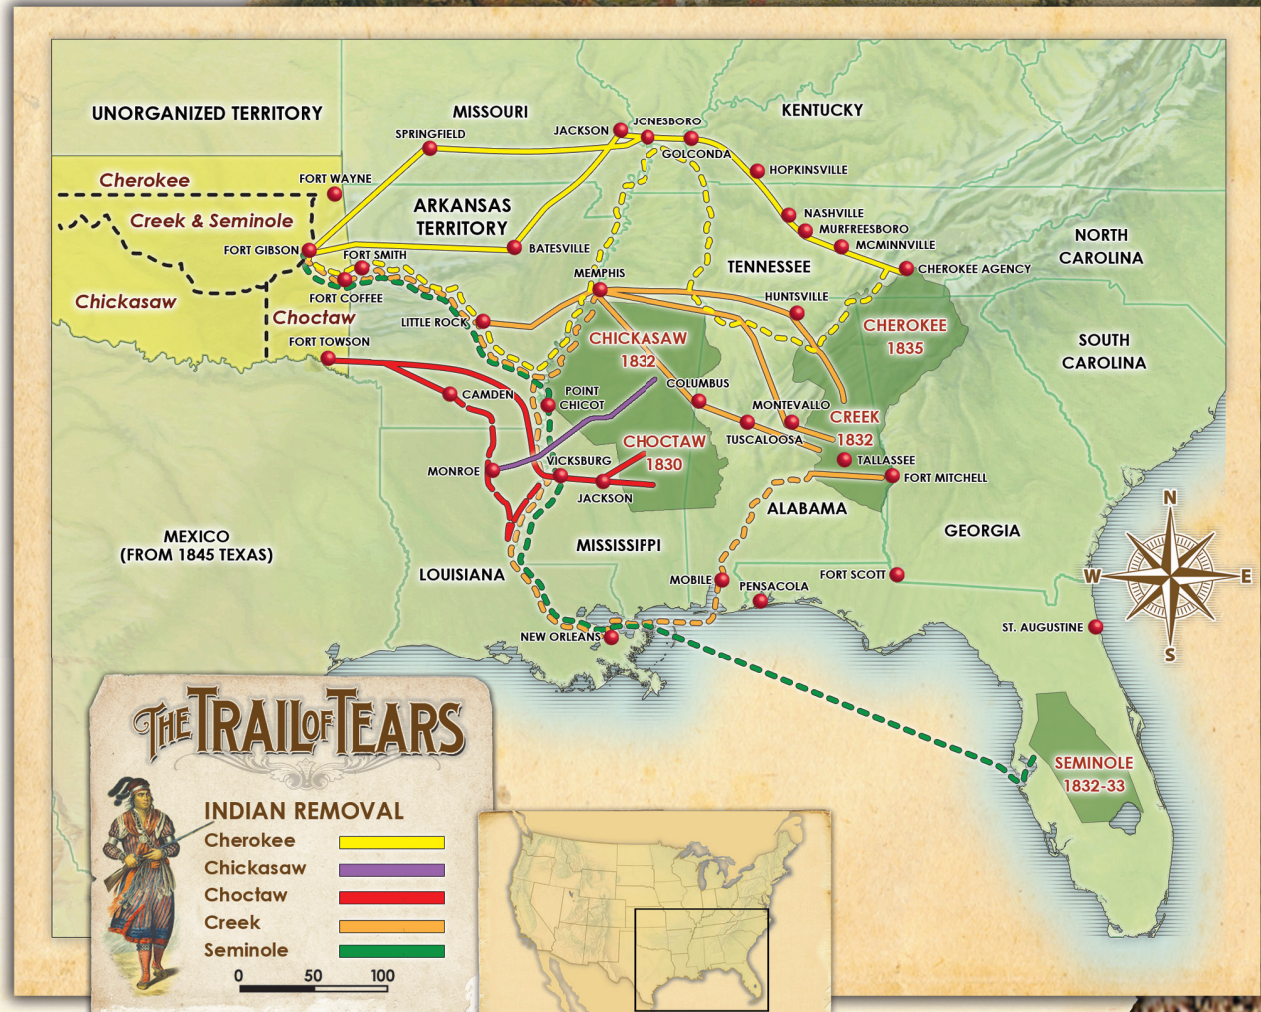 UNORGANIZED TERRITORY
MISSOURI
KENTUCKY
JACKSON
JONESBORO
SPRINGFIELD
GOLCONDA
HOPKINSVILLE
Cherokee
FORT WAYNE
Creek & Seminole
ARKANSAS
TERRITORY
NASHVILLE
MURFREESBORO
MCMINNVILLE
NORTH
CAROLINA
FORT GIBSON
FORT SMITH
BATESVILLE
TENNESSEE
CHEROKEE AGENCY
MEMPHIS
Chickasaw
FORT COFFEE
HUNTSVILLE
Choctaw
LITTLE ROCK
CHEROKEE
1835
FORT TOWSON
CHICKASAW
1832
SOUTH
CAROLINA
CAMDEN
POINT
CHICOT
COLUMBUS
MONTEVALLO
CREEK
1832
TUSCALOOSA
CHOCTAW
1830
MONROE
VICKSBURG
TALLASSEE
JACKSON
FORT MITCHELL
ALABAMA
N
MEXICO
(FROM 1845 TEXAS)
MISSISSIPPI
GEORGIA
LOUISIANA
MOBILE
PENSACOLA
FORT SCOTT
W
E
NEW ORLEANS
ST. AUGUSTINE
S
THE TRAIL OF TEARS
SEMINOLE
1832-33
INDIAN REMOVAL
Cherokee
Chickasaw
Choctaw
Creek
Seminole
0 50 100